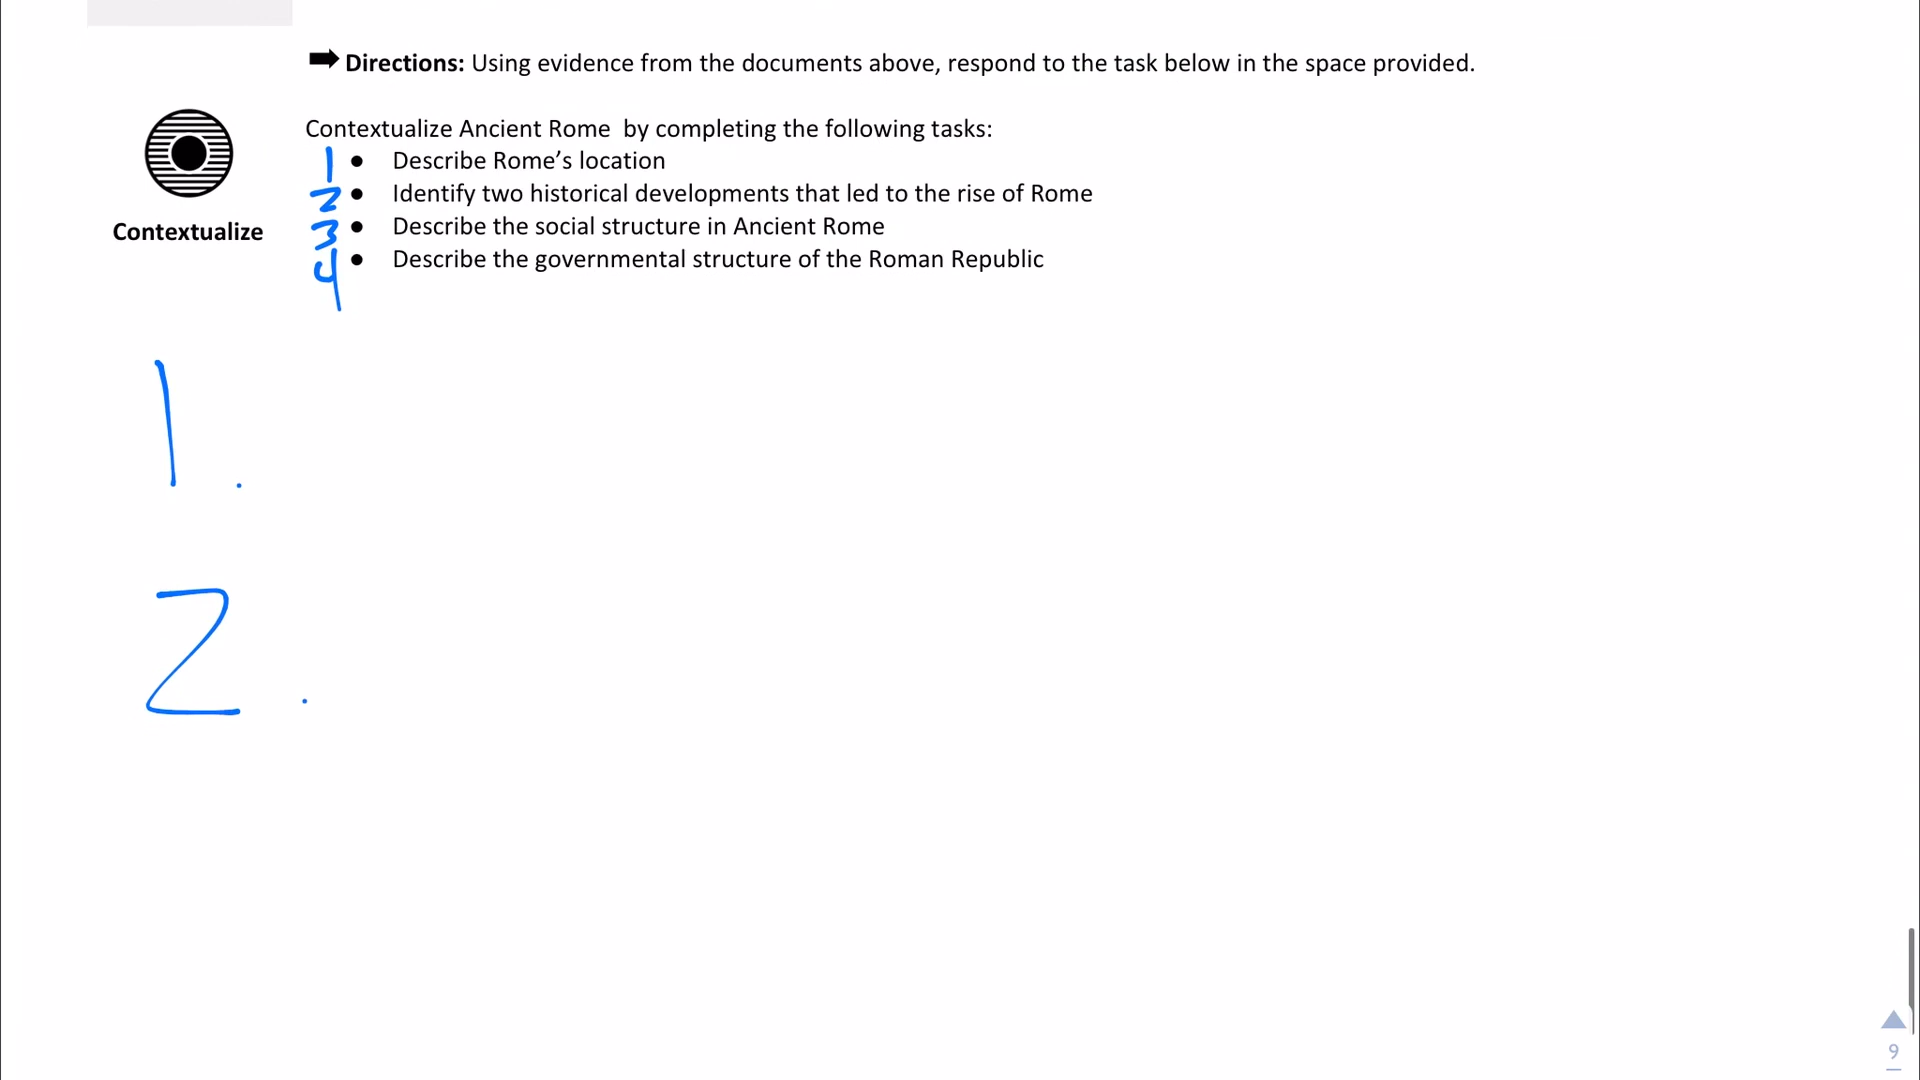 ➡ Directions: Using evidence from the documents above, respond to the task below in the space provided.
Contextualize Ancient Rome by completing the following tasks:
1 ● Describe Rome’s location
2 ● Identify two historical developments that led to the rise of Rome
3 ● Describe the social structure in Ancient Rome
4 ● Describe the governmental structure of the Roman Republic
Contextualize
1.
2.
9